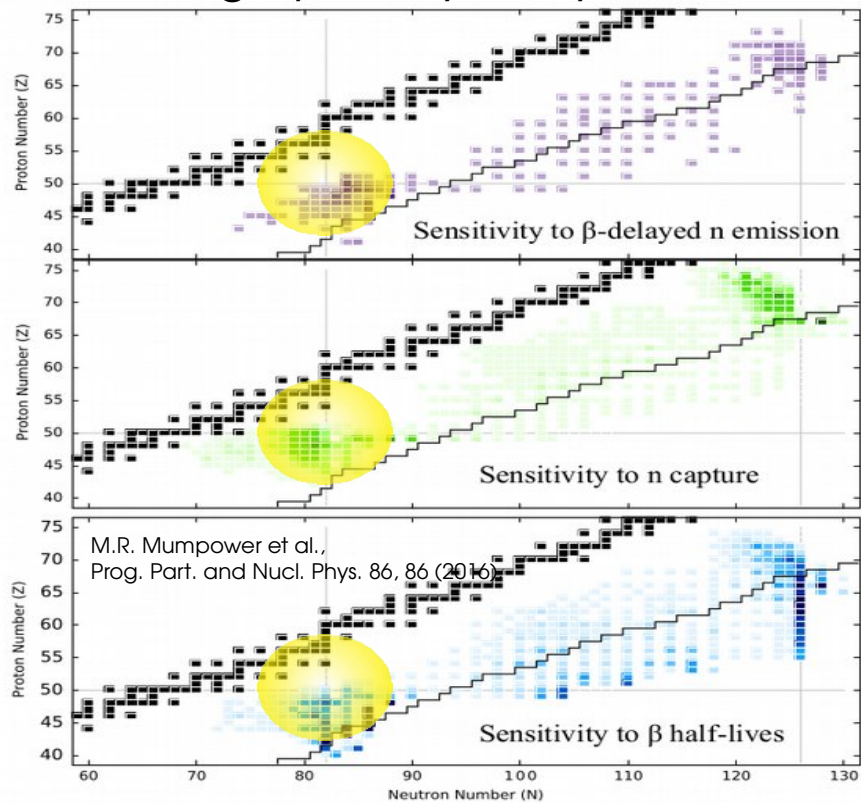 75
70
65
60
55
50
45
40
Proton Number (Z)
Sensitivity to β-delayed n emission
75
70
65
60
55
50
45
40
Proton Number (Z)
Sensitivity to n capture
75
70
65
60
55
50
45
40
Proton Number (Z)
M.R. Mumpower et al.,
Prog. Part. and Nucl. Phys. 86, 86 (2016)
Sensitivity to β half-lives
60 70 80 90 100 110 120 130
Neutron Number (N)